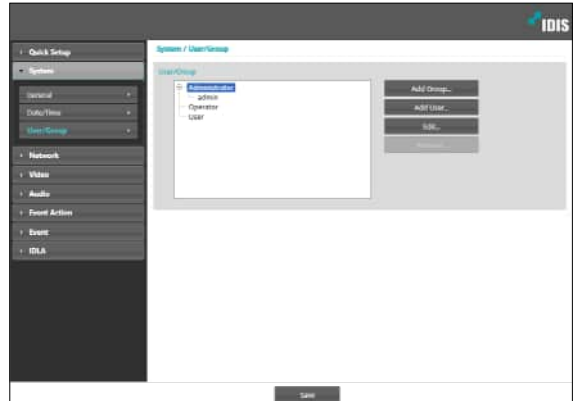 IDIS
Quick Setup
System
General
Date/Time
User/Group
Network
Video
Audio
Event Action
Event
IDLA
System / User/Group
User/Group
Administrator
admin
Operator
User
Add Group...
Add User...
Edit...
Remove...
Save